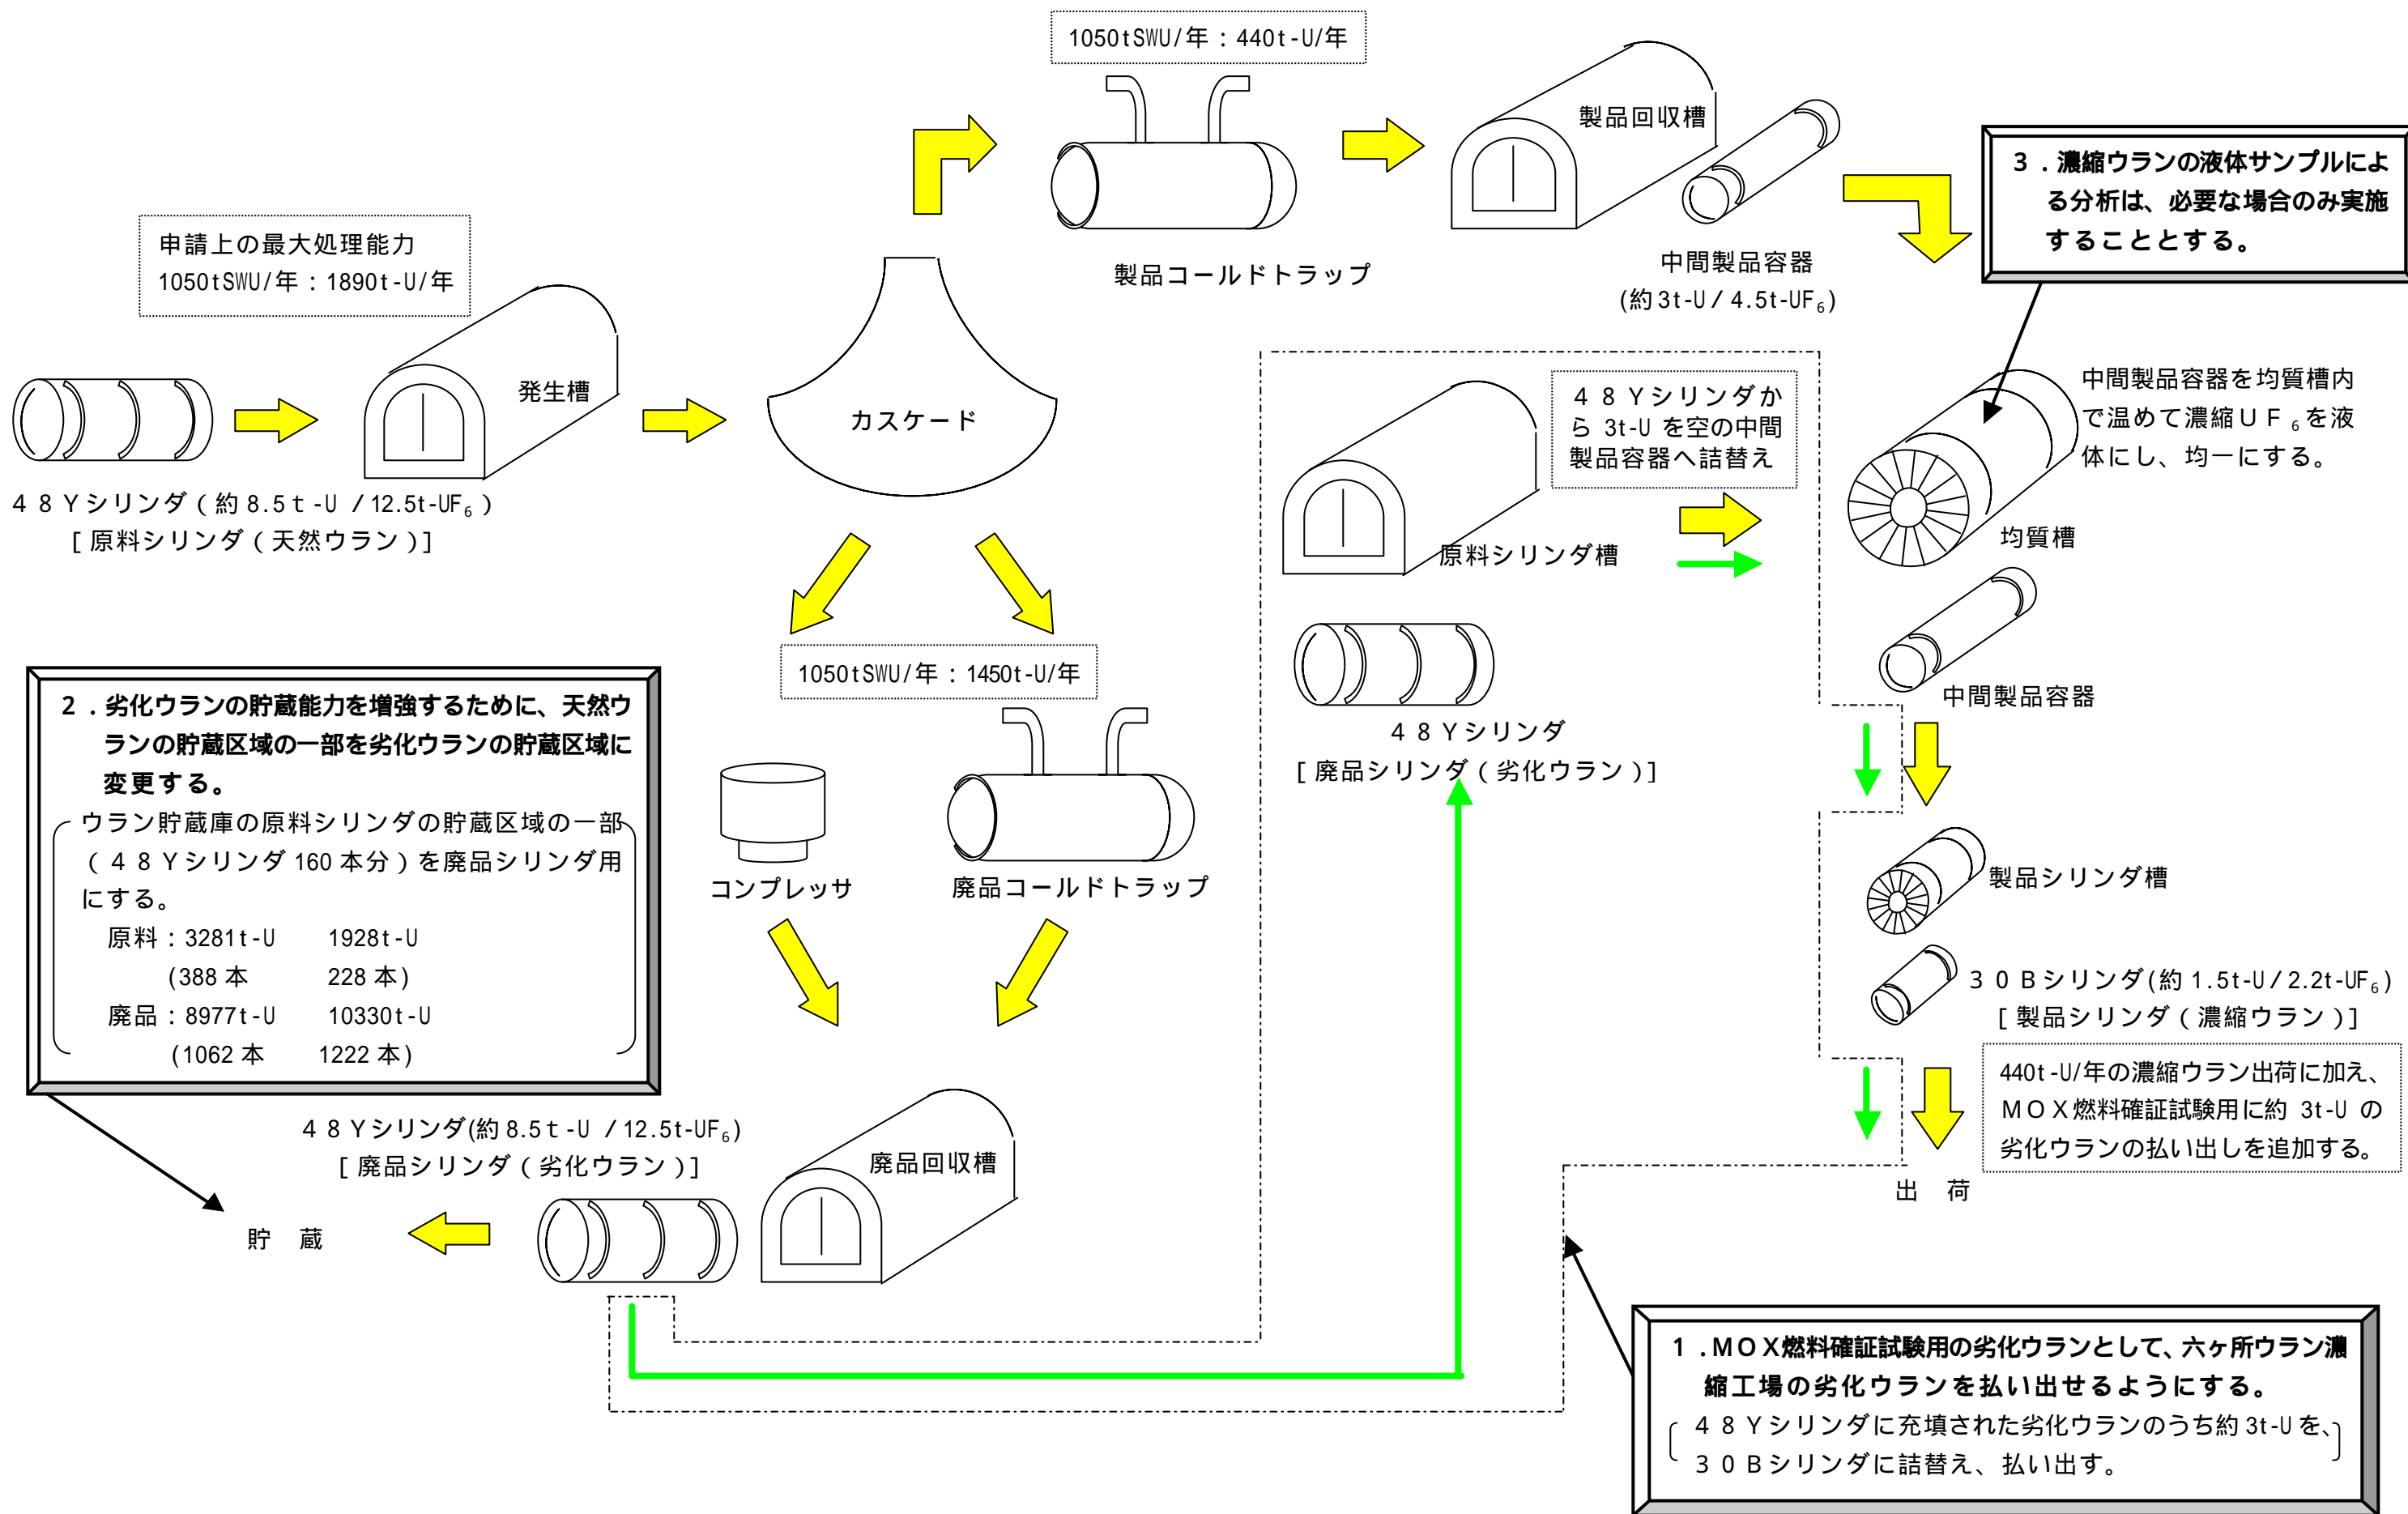 1050tSWU/年：440t-U/年
製品回収槽
製品コールドトラップ
中間製品容器
(約3t-U/4.5t-UF₆)
３．濃縮ウランの液体サンプルによ
る分析は、必要な場合のみ実施
することとする。
申請上の最大処理能力
1050tSWU/年：1890t-U/年
発生槽
カスケード
４８Ｙシリンダ（約8.5ｔ-U /12.5t-UF₆）
[原料シリンダ（天然ウラン）]
４８Ｙシリンダか
ら 3t-U を空の中間
製品容器へ詰替え
原料シリンダ槽
中間製品容器を均質槽内
で温めて濃縮ＵＦ₆を液
体にし、均一にする。
均質槽
中間製品容器
４８Ｙシリンダ
[廃品シリンダ（劣化ウラン）]
1050tSWU/年：1450t-U/年
コンプレッサ
廃品コールドトラップ
２．劣化ウランの貯蔵能力を増強するために、天然ウ
ランの貯蔵区域の一部を劣化ウランの貯蔵区域に
変更する。
ウラン貯蔵庫の原料シリンダの貯蔵区域の一部
（４８Ｙシリンダ 160 本分）を廃品シリンダ用
にする。
原料：3281t-U 1928t-U
(388 本 228 本)
廃品：8977t-U 10330t-U
(1062 本 1222 本)
製品シリンダ槽
３０Ｂシリンダ(約 1.5t-U/2.2t-UF₆)
[製品シリンダ（濃縮ウラン）]
440t-U/年の濃縮ウラン出荷に加え、
ＭＯＸ燃料確証試験用に約 3t-U の
劣化ウランの払い出しを追加する。
出 荷
４８Ｙシリンダ(約 8.5ｔ-U /12.5t-UF₆)
[廃品シリンダ（劣化ウラン）]
廃品回収槽
貯 蔵
１．ＭＯＸ燃料確証試験用の劣化ウランとして、六ヶ所ウラン濃
縮工場の劣化ウランを払い出せるようにする。
４８Ｙシリンダに充填された劣化ウランのうち約 3t-U を、
３０Ｂシリンダに詰替え、払い出す。